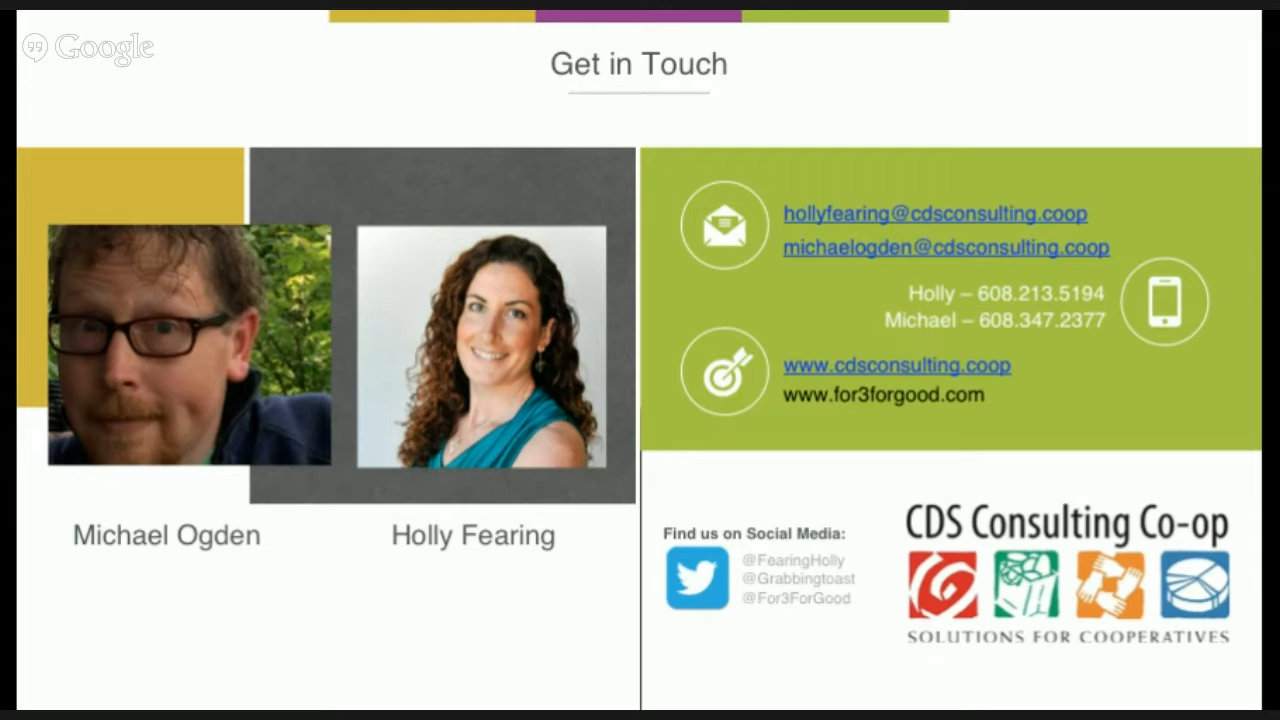 Google
Get in Touch
hollyfearing@cdsconsulting.coop
michaelogden@cdsconsulting.coop
Holly – 608.213.5194
Michael – 608.347.2377
www.cdsconsulting.coop
www.for3forgood.com
Michael Ogden
Holly Fearing
Find us on Social Media:
@FearingHolly
@Grabbingtoast
@For3ForGood
CDS Consulting Co-op
SOLUTIONS FOR COOPERATIVES